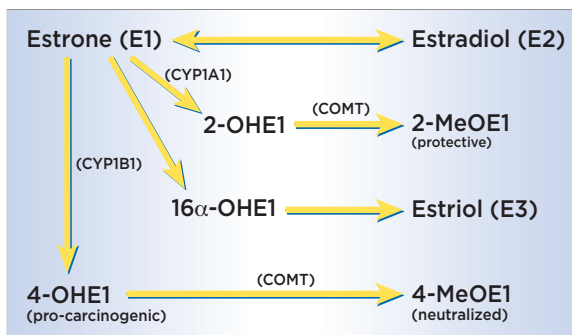 Estrone (E1)
Estradiol (E2)
(CYP1A1)
(COMT)
2-OHE1
2-MeOE1
(protective)
(CYP1B1)
16α-OHE1
Estriol (E3)
(COMT)
4-OHE1
4-MeOE1
(pro-carcinogenic)
(neutralized)